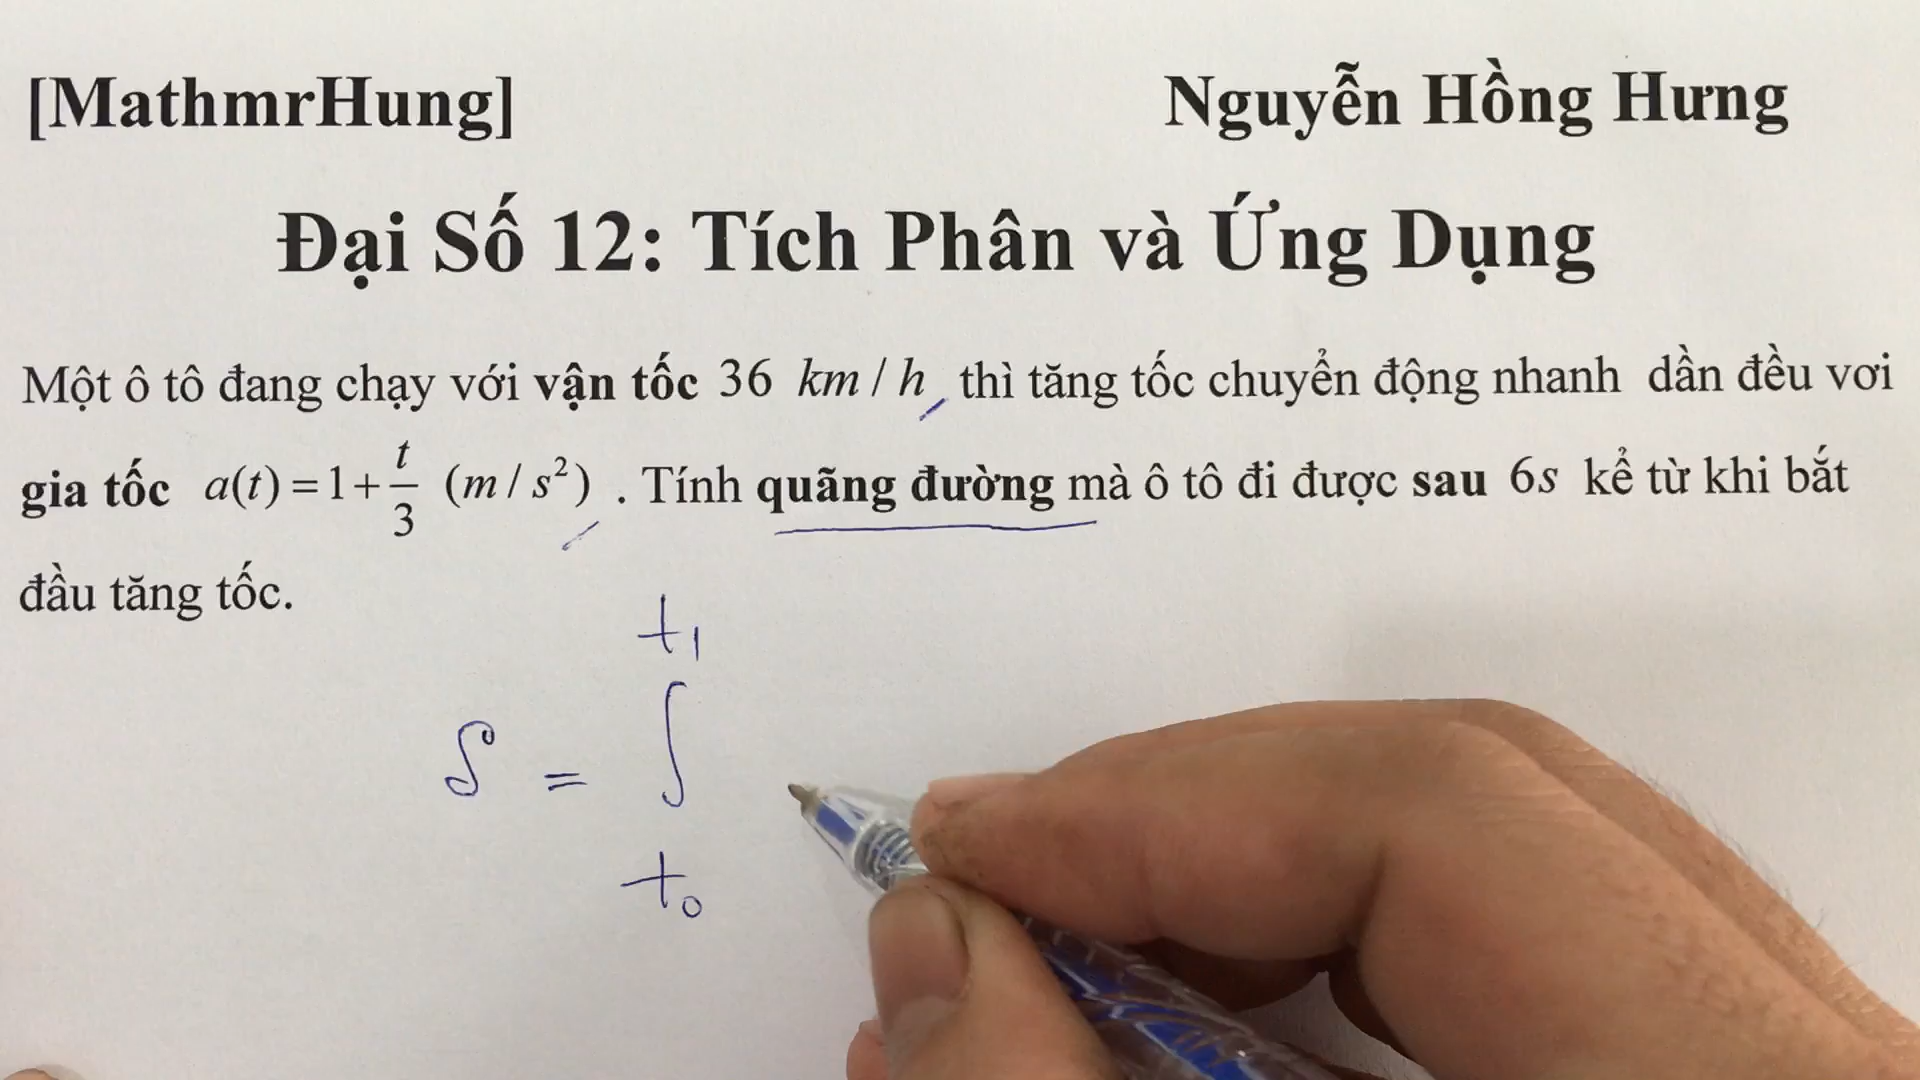 [MathmrHung] Nguyễn Hồng Hưng
Đại Số 12: Tích Phân và Ứng Dụng
Một ô tô đang chạy với vận tốc 36 km / h thì tăng tốc chuyển động nhanh dần đều vơi
gia tốc a(t) = 1 + t/3 (m / s²) . Tính quãng đường mà ô tô đi được sau 6s kể từ khi bắt
đầu tăng tốc.
t₁
S = ∫
t₀